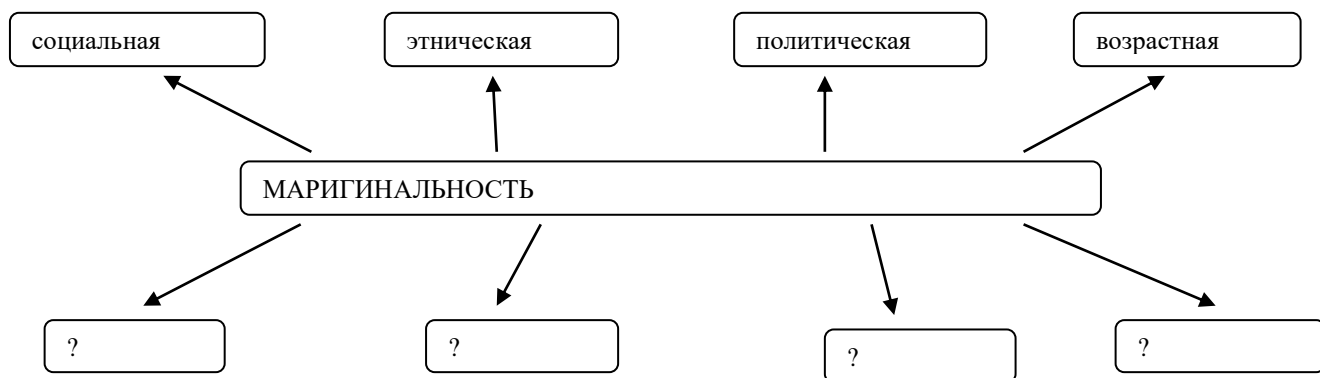 социальная
этническая
политическая
возрастная
МАРИГИНАЛЬНОСТЬ
?
?
?
?